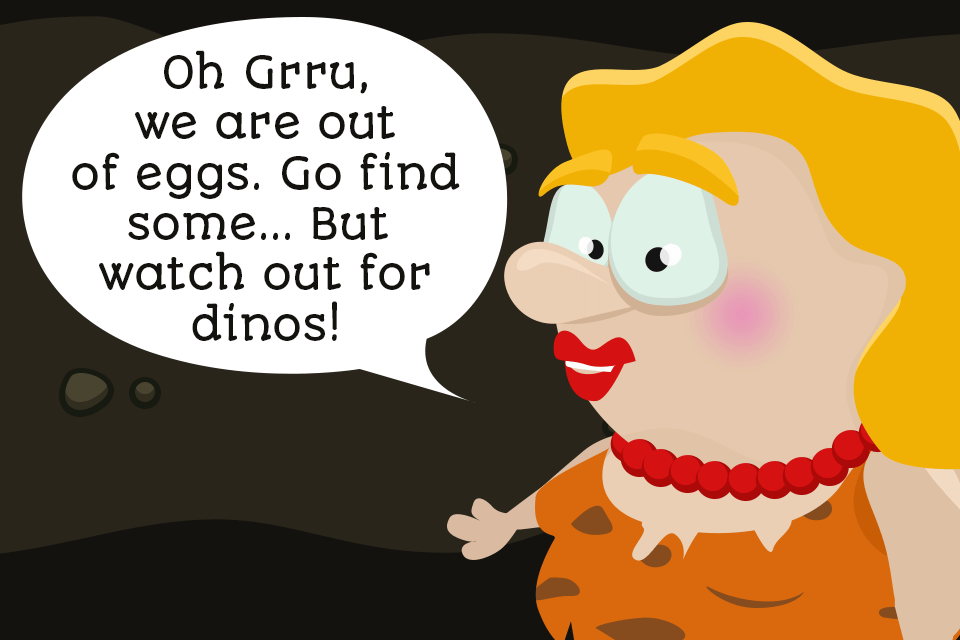 Oh Grru,
we are out
of eggs. Go find
some... But
watch out for
dinos!